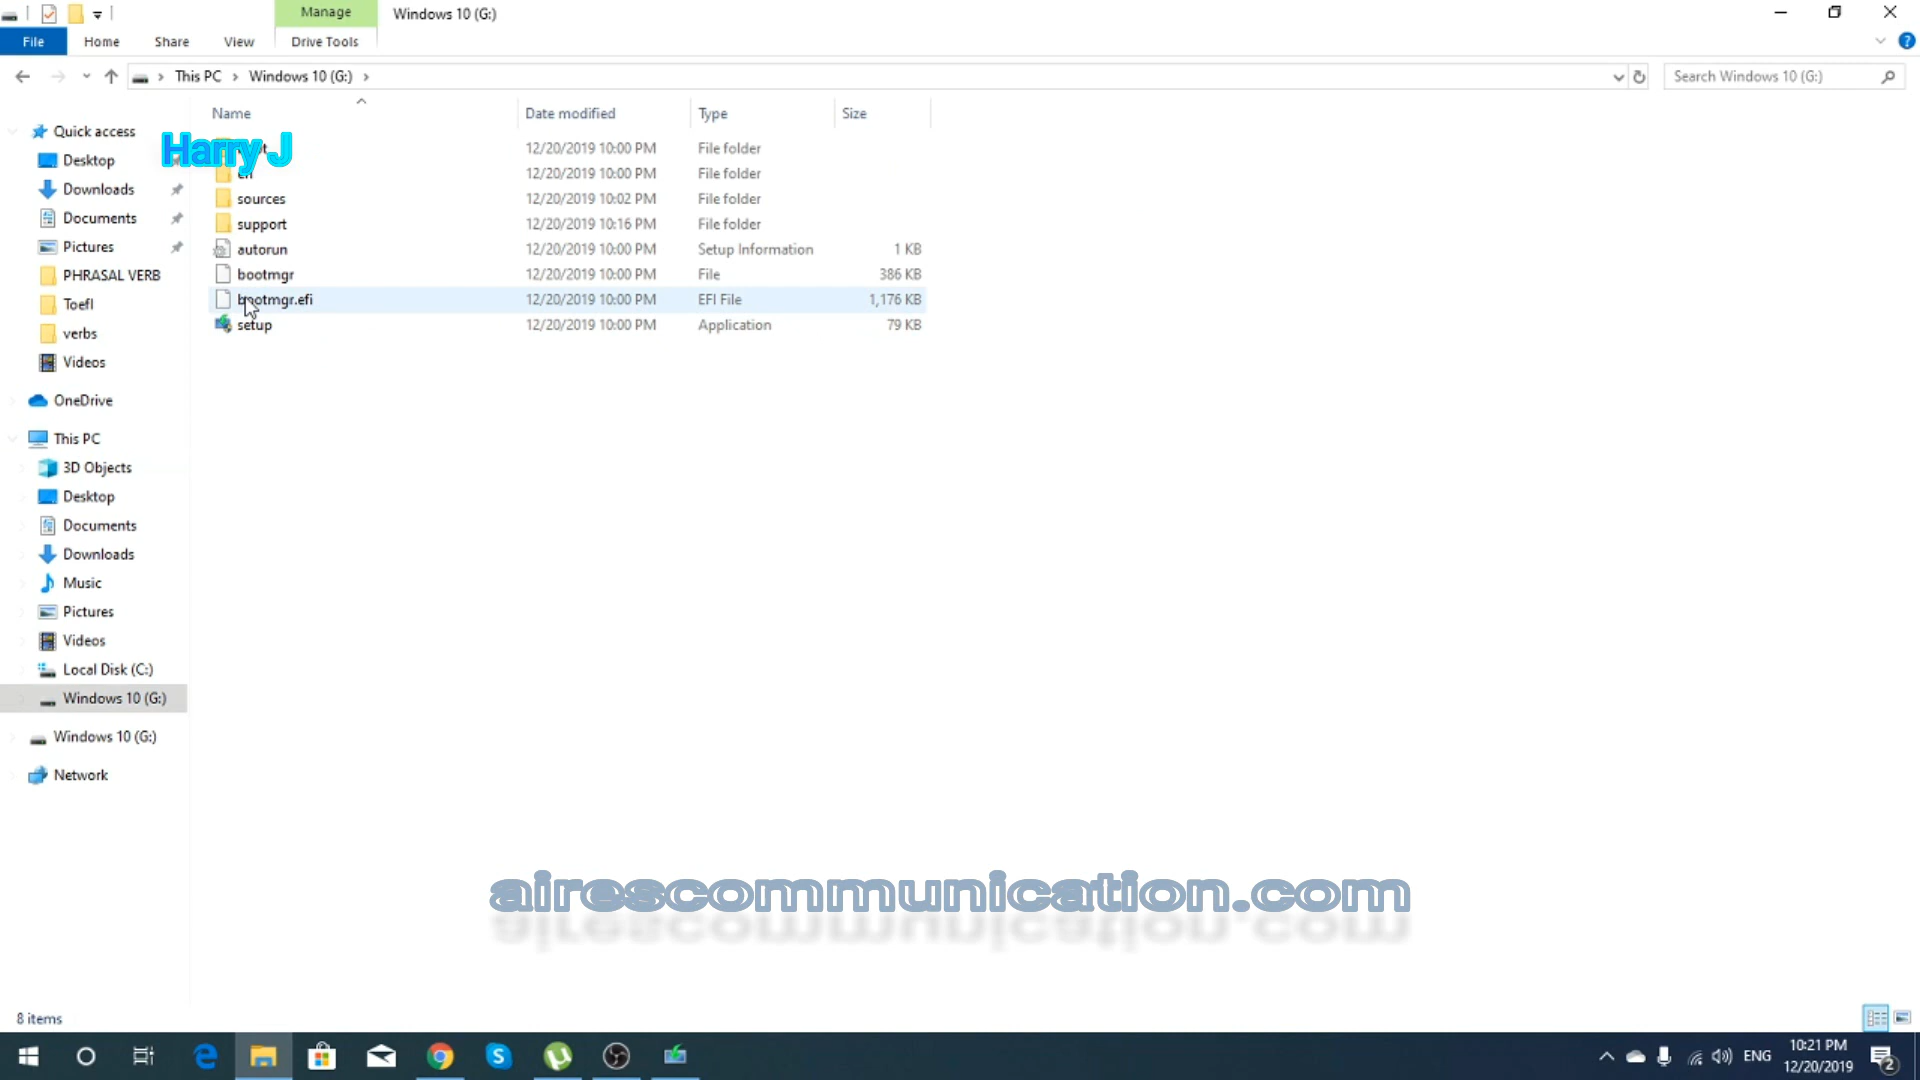 Manage
Windows 10 (G:)
File
Home
Share
View
Drive Tools
This PC
Windows 10 (G:)
Search Windows 10 (G:)
Name
Date modified
Type
Size
Harry J
12/20/2019 10:00 PM
File folder
12/20/2019 10:00 PM
File folder
sources
12/20/2019 10:02 PM
File folder
support
12/20/2019 10:16 PM
File folder
autorun
12/20/2019 10:00 PM
Setup Information
1 KB
bootmgr
12/20/2019 10:00 PM
File
386 KB
bootmgr.efi
12/20/2019 10:00 PM
EFI File
1,176 KB
setup
12/20/2019 10:00 PM
Application
79 KB
Quick access
Desktop
Downloads
Documents
Pictures
PHRASAL VERB
Toefl
verbs
Videos
OneDrive
This PC
3D Objects
Desktop
Documents
Downloads
Music
Pictures
Videos
Local Disk (C:)
Windows 10 (G:)
Windows 10 (G:)
Network
airescommunication.com
8 items
ENG
10:21 PM
12/20/2019
2